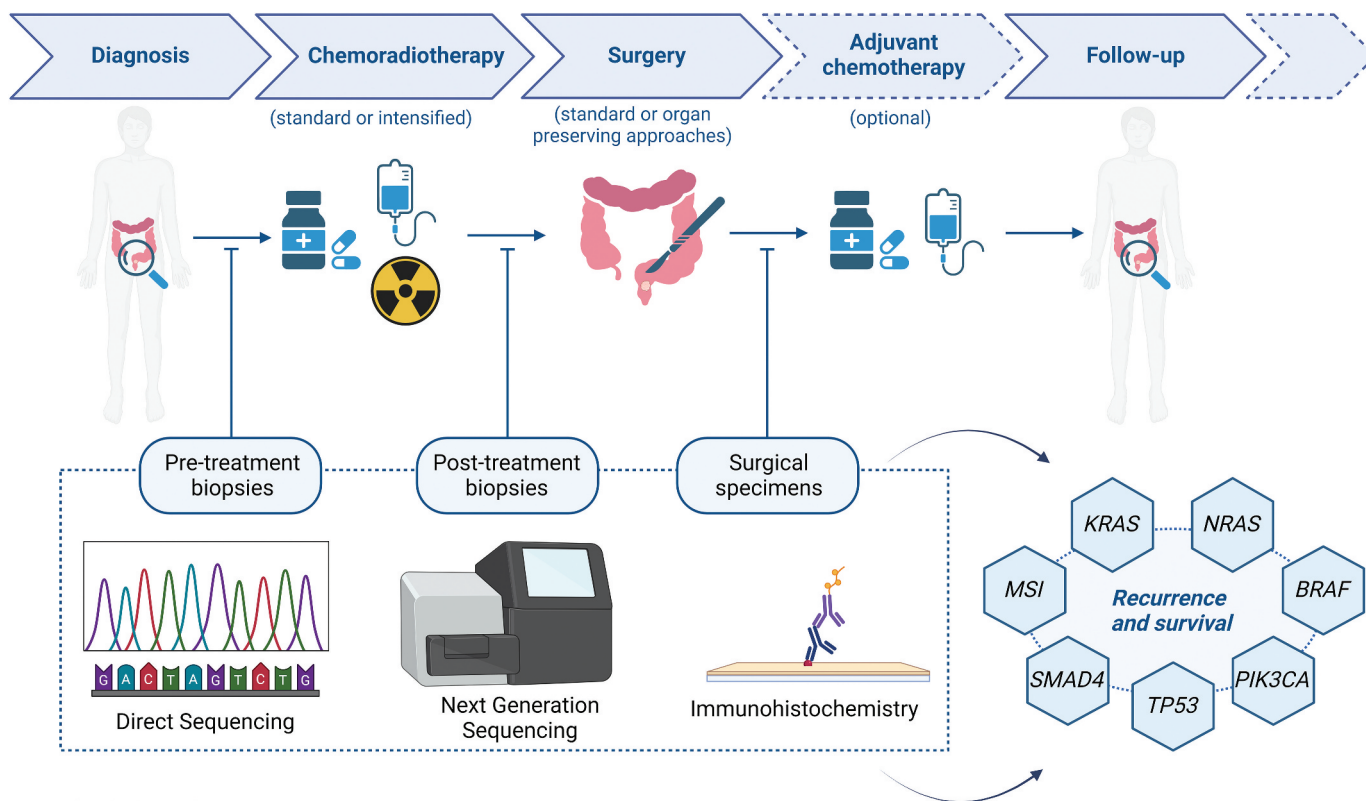 Diagnosis
Chemoradiotherapy
Surgery
Adjuvant
chemotherapy
Follow-up
(standard or intensified)
(standard or organ
preserving approaches)
(optional)
Pre-treatment
biopsies
Post-treatment
biopsies
Surgical
specimens
G A C T A G T C T G
Direct Sequencing
Next Generation
Sequencing
Immunohistochemistry
KRAS
NRAS
MSI
BRAF
Recurrence
and survival
SMAD4
PIK3CA
TP53